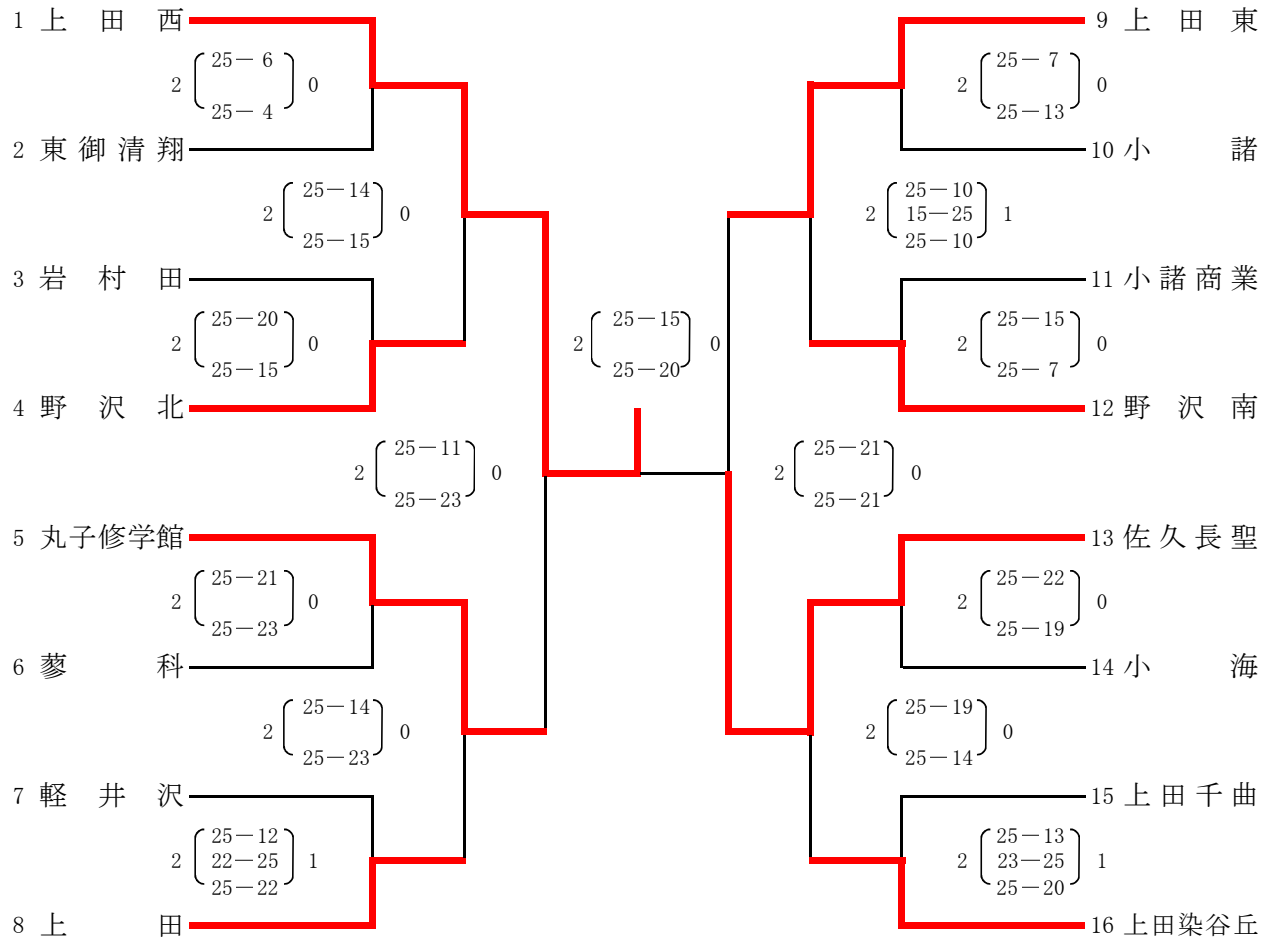 1 上田西
2 25－6 0
25－4
2 東御清翔
2 25－14 0
25－15
3 岩村田
2 25－20 0
25－15
4 野沢北
2 25－11 0
25－23
5 丸子修学館
2 25－21 0
25－23
6 蓼科
2 25－14 0
25－23
7 軽井沢
25－12
2 22－25 1
25－22
8 上田
2 25－15 0
25－20
9 上田東
2 25－7 0
25－13
10 小諸
25－10
2 15－25 1
25－10
11 小諸商業
2 25－15 0
25－7
12 野沢南
2 25－21 0
25－21
13 佐久長聖
2 25－22 0
25－19
14 小海
2 25－19 0
25－14
15 上田千曲
25－13
2 23－25 1
25－20
16 上田染谷丘